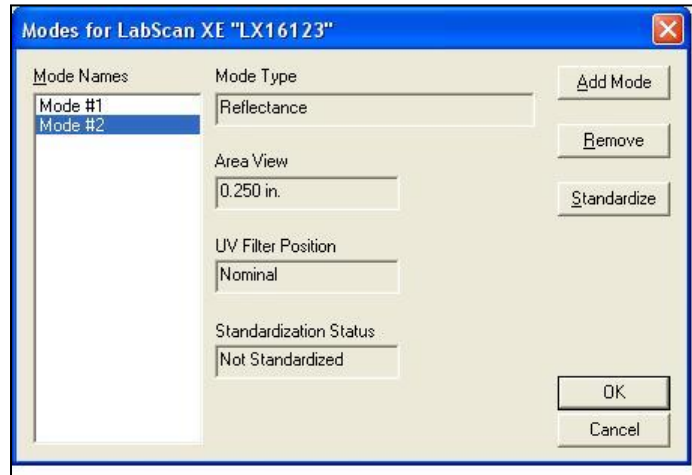 Modes for LabScan XE "LX16123"
Mode Names
Mode #1
Mode #2
Mode Type
Reflectance
Area View
0.250 in.
UV Filter Position
Nominal
Standardization Status
Not Standardized
Add Mode
Remove
Standardize
OK
Cancel